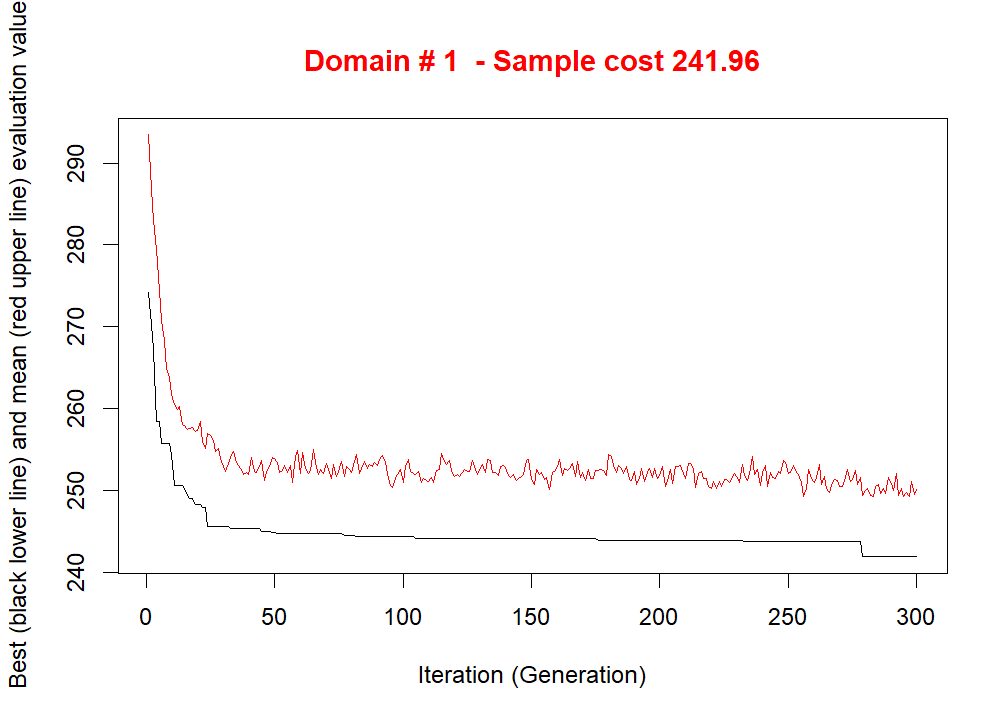 Domain # 1  - Sample cost 241.96
Best (black lower line) and mean (red upper line) evaluation value
290
280
270
260
250
240
0 50 100 150 200 250 300
Iteration (Generation)